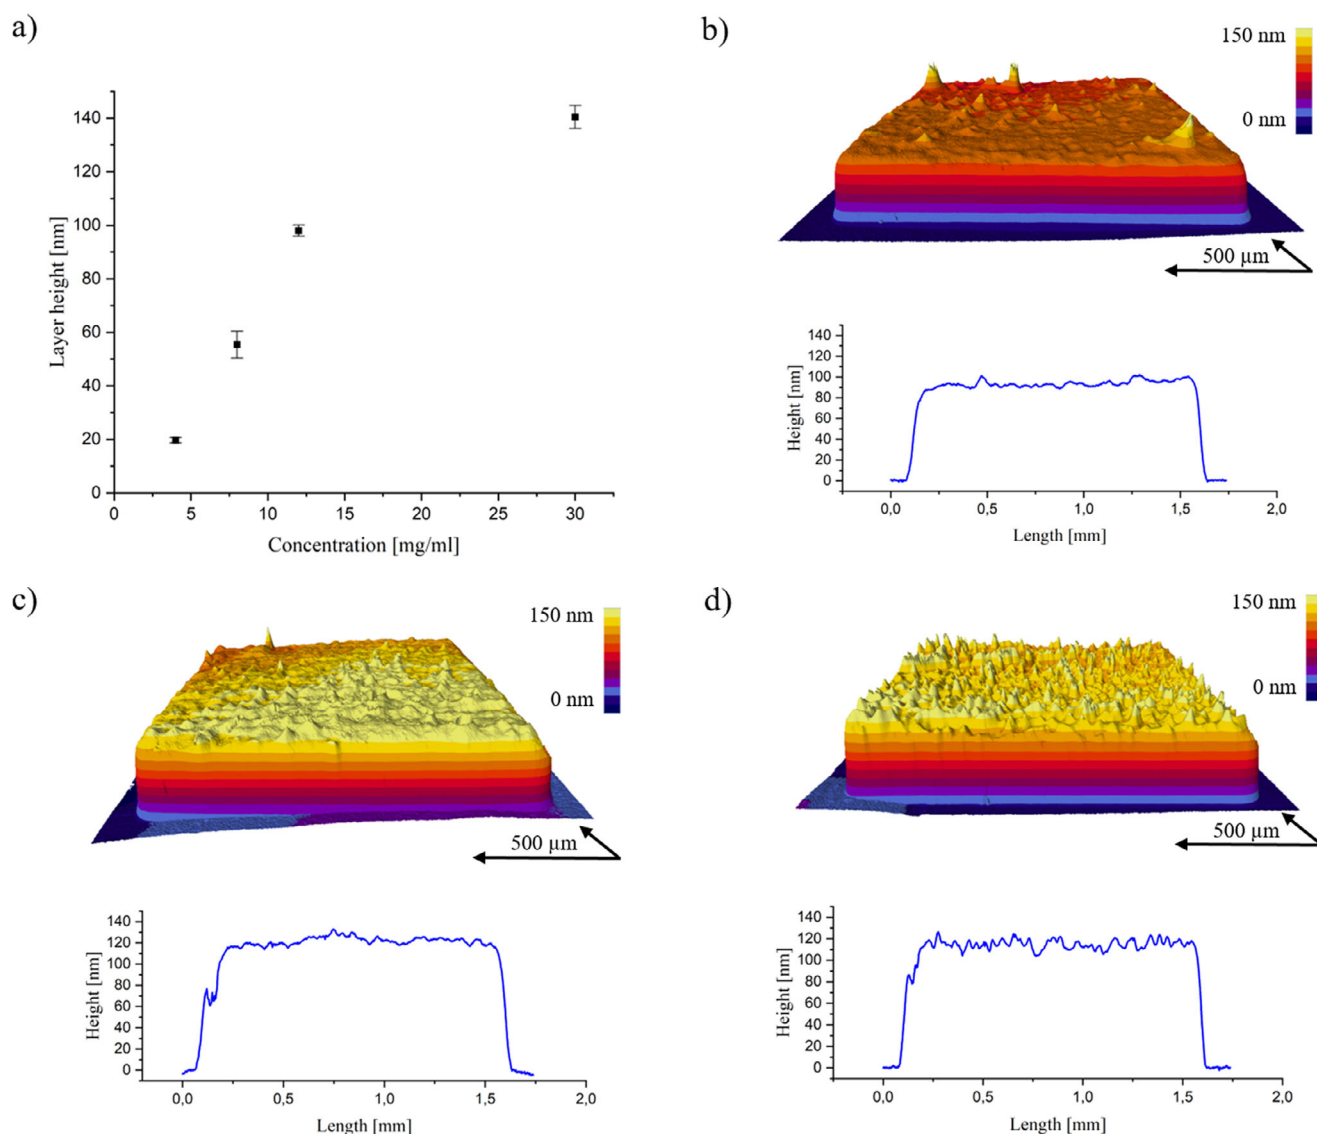 a)
140
120
100
80
60
40
20
0
Layer height [nm]
0 5 10 15 20 25 30
Concentration [mg/ml]
b)
150 nm
0 nm
500 µm
140
120
100
80
60
40
20
0
Height [nm]
0,0 0,5 1,0 1,5 2,0
Length [mm]
c)
150 nm
0 nm
500 µm
140
120
100
80
60
40
20
0
Height [nm]
0,0 0,5 1,0 1,5 2,0
Length [mm]
d)
150 nm
0 nm
500 µm
140
120
100
80
60
40
20
0
Height [nm]
0,0 0,5 1,0 1,5 2,0
Length [mm]